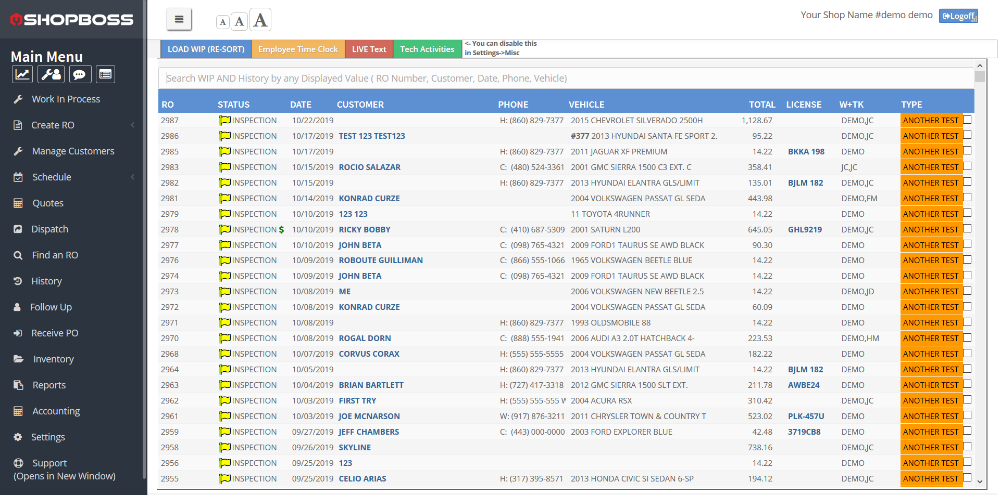 SHOPBOSS
A A A
Your Shop Name #demo demo
Logoff
Main Menu
Work In Process
Create RO
Manage Customers
Schedule
Quotes
Dispatch
Find an RO
History
Follow Up
Receive PO
Inventory
Reports
Accounting
Settings
Support
(Opens in New Window)
LOAD WIP (RE-SORT) Employee Time Clock LIVE Text Tech Activities
<- You can disable this
in Settings->Misc
Search WIP AND History by any Displayed Value ( RO Number, Customer, Date, Phone, Vehicle)
RO STATUS DATE CUSTOMER PHONE VEHICLE TOTAL LICENSE W+TK TYPE
2987 INSPECTION 10/22/2019 H: (860) 829-7377 2015 CHEVROLET SILVERADO 2500H 1,128.67 DEMO,JC ANOTHER TEST
2986 INSPECTION 10/17/2019 TEST 123 TEST123 #377 2013 HYUNDAI SANTA FE SPORT 2. 95.22 DEMO,JC ANOTHER TEST
2985 INSPECTION 10/17/2019 H: (860) 829-7377 2011 JAGUAR XF PREMIUM 14.22 BKKA 198 DEMO ANOTHER TEST
2983 INSPECTION 10/15/2019 ROCIO SALAZAR C: (480) 524-3361 2001 GMC SIERRA 1500 C3 EXT. C 358.41 JC,JC ANOTHER TEST
2982 INSPECTION 10/15/2019 H: (860) 829-7377 2013 HYUNDAI ELANTRA GLS/LIMIT 135.01 BJLM 182 DEMO,JC ANOTHER TEST
2981 INSPECTION 10/14/2019 KONRAD CURZE 2004 VOLKSWAGEN PASSAT GL SEDA 443.98 DEMO,FM ANOTHER TEST
2979 INSPECTION 10/10/2019 123 123 11 TOYOTA 4RUNNER 14.22 DEMO ANOTHER TEST
2978 INSPECTION $ 10/10/2019 RICKY BOBBY C: (410) 687-5309 2001 SATURN L200 645.05 GHL9219 DEMO,JC ANOTHER TEST
2977 INSPECTION 10/10/2019 JOHN BETA C: (098) 765-4321 2009 FORD1 TAURUS SE AWD BLACK 90.30 DEMO ANOTHER TEST
2976 INSPECTION 10/09/2019 ROBOUTE GUILLIMAN C: (866) 555-1066 1965 VOLKSWAGEN BEETLE BLUE 14.22 DEMO ANOTHER TEST
2974 INSPECTION 10/09/2019 JOHN BETA C: (098) 765-4321 2009 FORD1 TAURUS SE AWD BLACK 14.22 DEMO ANOTHER TEST
2973 INSPECTION 10/08/2019 ME 2006 VOLKSWAGEN NEW BEETLE 2.5 14.22 DEMO,JD ANOTHER TEST
2972 INSPECTION 10/08/2019 KONRAD CURZE 2004 VOLKSWAGEN PASSAT GL SEDA 60.09 DEMO ANOTHER TEST
2971 INSPECTION 10/08/2019 H: (860) 829-7377 1993 OLDSMOBILE 88 14.22 DEMO ANOTHER TEST
2970 INSPECTION 10/08/2019 ROGAL DORN C: (888) 555-1941 2006 AUDI A3 2.0T HATCHBACK 4- 223.53 DEMO,HM ANOTHER TEST
2968 INSPECTION 10/07/2019 CORVUS CORAX H: (555) 555-5555 2004 VOLKSWAGEN PASSAT GL SEDA 182.22 DEMO ANOTHER TEST
2964 INSPECTION 10/05/2019 H: (860) 829-7377 2013 HYUNDAI ELANTRA GLS/LIMIT 14.22 BJLM 182 DEMO ANOTHER TEST
2963 INSPECTION 10/04/2019 BRIAN BARTLETT H: (727) 417-3318 2012 GMC SIERRA 1500 SLT EXT. 211.78 AWBE24 DEMO ANOTHER TEST
2962 INSPECTION 10/03/2019 FIRST TRY H: (555) 555-555 W 2004 ACURA RSX 310.42 DEMO,JC ANOTHER TEST
2961 INSPECTION 10/03/2019 JOE MCNARSON W: (917) 876-3211 2011 CHRYSLER TOWN & COUNTRY T 523.02 PLK-457U DEMO ANOTHER TEST
2959 INSPECTION 09/27/2019 JEFF CHAMBERS C: (443) 000-0000 2003 FORD EXPLORER BLUE 42.48 3719CB8 DEMO ANOTHER TEST
2958 INSPECTION 09/26/2019 SKYLINE 738.16 DEMO,JC ANOTHER TEST
2956 INSPECTION 09/25/2019 123 14.22 DEMO ANOTHER TEST
2955 INSPECTION 09/25/2019 CELIO ARIAS H: (317) 395-8571 2013 HONDA CIVIC SI SEDAN 6-SP 194.12 DEMO,JC ANOTHER TEST